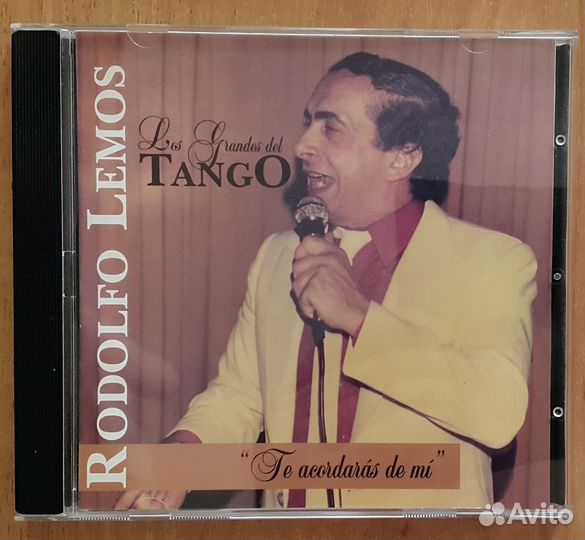 RODOLFO LEMOS
Los Grandes del
TANGO
“Te acordarás de mí”
Avito